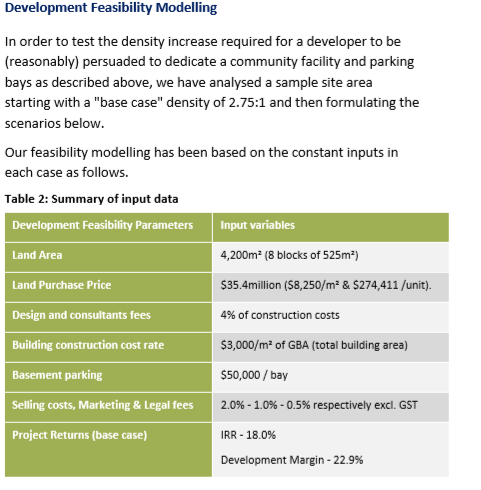 Development Feasibility Modelling
In order to test the density increase required for a developer to be
(reasonably) persuaded to dedicate a community facility and parking
bays as described above, we have analysed a sample site area
starting with a "base case" density of 2.75:1 and then formulating the
scenarios below.
Our feasibility modelling has been based on the constant inputs in
each case as follows.
Table 2: Summary of input data
Development Feasibility Parameters Input variables
Land Area 4,200m² (8 blocks of 525m²)
Land Purchase Price $35.4million ($8,250/m² & $274,411 /unit).
Design and consultants fees 4% of construction costs
Building construction cost rate $3,000/m² of GBA (total building area)
Basement parking $50,000 / bay
Selling costs, Marketing & Legal fees 2.0% - 1.0% - 0.5% respectively excl. GST
Project Returns (base case) IRR - 18.0%
Development Margin - 22.9%